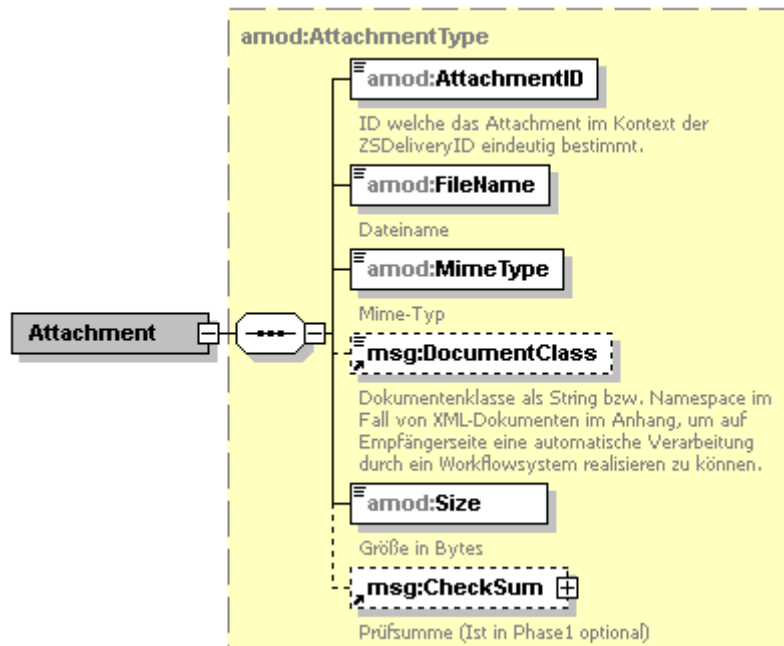 amod:AttachmentType
amod:AttachmentID
ID welche das Attachment im Kontext der
ZSDeliveryID eindeutig bestimmt.
amod:FileName
Dateiname
amod:MimeType
Mime-Typ
Attachment
msg:DocumentClass
Dokumentenklasse als String bzw. Namespace im
Fall von XML-Dokumenten im Anhang, um auf
Empfängerseite eine automatische Verarbeitung
durch ein Workflowsystem realisieren zu können.
amod:Size
Größe in Bytes
msg:CheckSum
Prüfsumme (Ist in Phase1 optional)